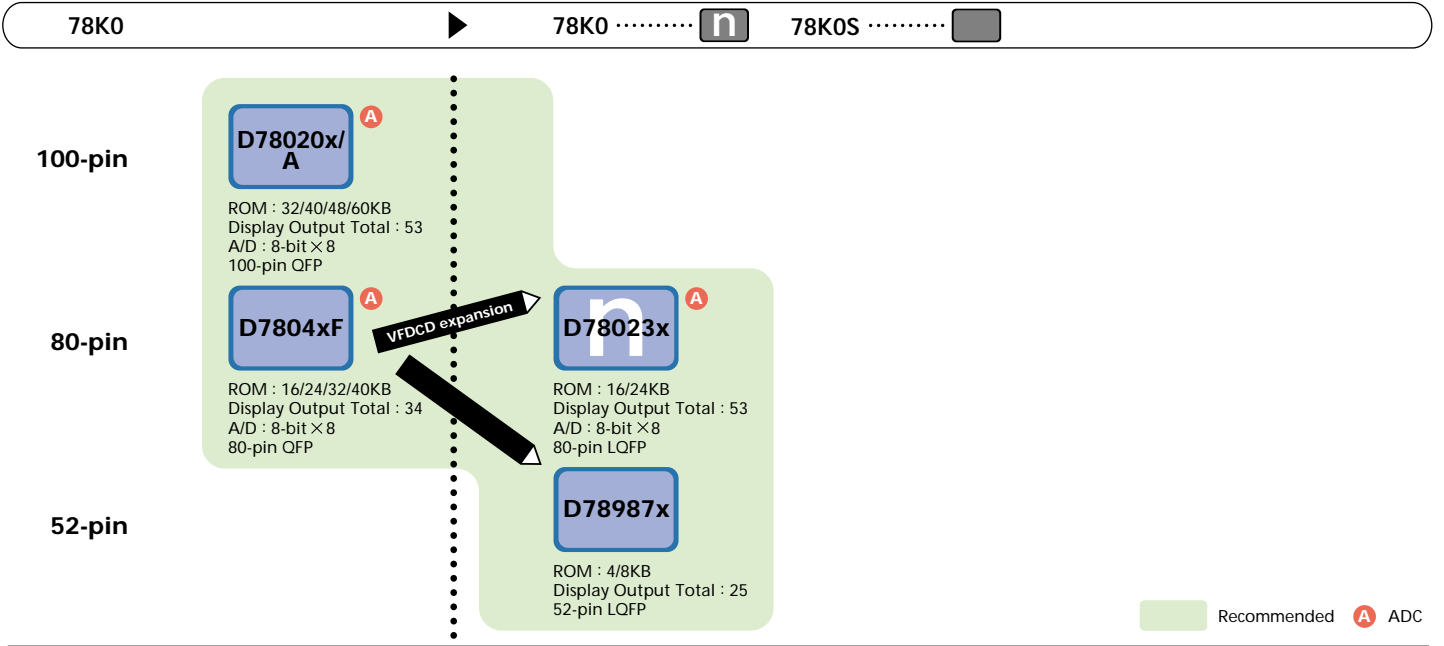 78K0 ▶ 78K0 ·········· n 78K0S ··········
100-pin
D78020x/
A
A
ROM : 32/40/48/60KB
Display Output Total : 53
A/D : 8-bit×8
100-pin QFP
80-pin
D7804xF
A
ROM : 16/24/32/40KB
Display Output Total : 34
A/D : 8-bit×8
80-pin QFP
VFDCD expansion
n
D78023x
A
ROM : 16/24KB
Display Output Total : 53
A/D : 8-bit×8
80-pin LQFP
52-pin
D78987x
ROM : 4/8KB
Display Output Total : 25
52-pin LQFP
Recommended A ADC